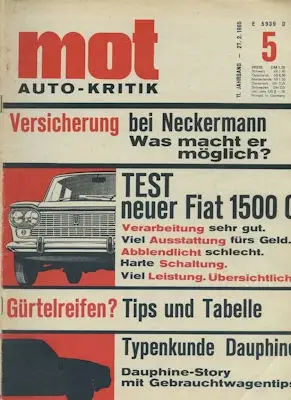 mot
AUTO-KRITIK
11. JAHRGANG — 27. 2. 1965
E 6939 D
5
Versicherung bei Neckermann
Was macht er
möglich?
TEST
neuer Fiat 1500 C
Verarbeitung sehr gut.
Viel Ausstattung fürs Geld.
Abblendlicht schlecht.
Harte Schaltung.
Viel Leistung. Übersichtlich
Gürtelreifen? Tips und Tabelle
Typenkunde Dauphine
Dauphine-Story
mit Gebrauchtwagentips